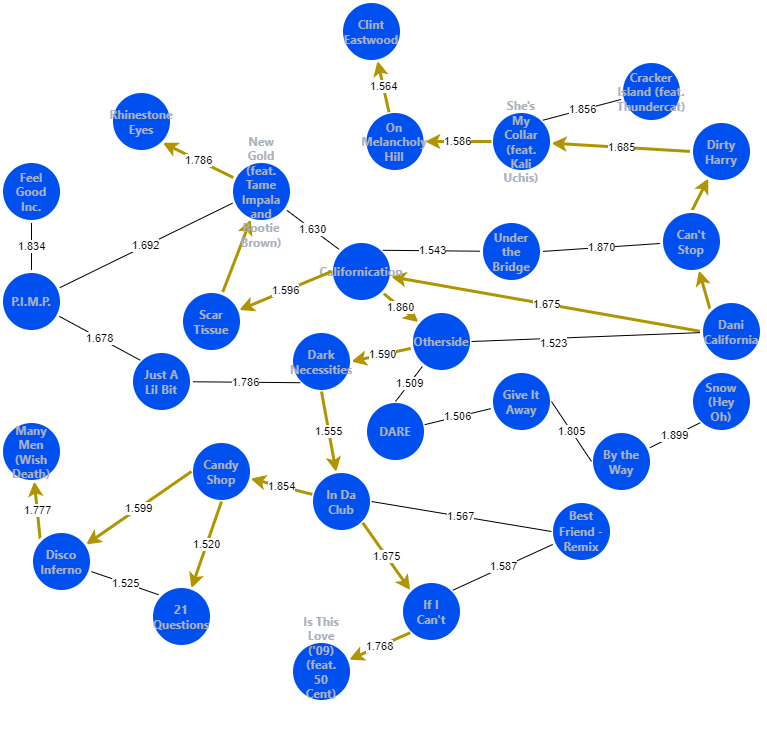 Clint
Eastwood
1.564
Cracker
Island (feat.
Thundercat)
1.856
She's
My
Collar
(feat.
Kali
Uchis)
1.586
On
Melancholy
Hill
1.685
Dirty
Harry
Rhinestone
Eyes
1.786
New
Gold
(feat.
Tame
Impala
and
Bootie
Brown)
Feel
Good
Inc.
1.834
1.692
1.630
P.I.M.P.
Californication
1.543
Under
the
Bridge
1.870
Can't
Stop
1.596
1.860
1.675
Scar
Tissue
1.678
Otherside
1.523
Dani
California
Just A
Lil Bit
1.786
Dark
Necessities
1.590
1.509
DARE
1.506
Give It
Away
1.805
By the
Way
1.899
Snow
(Hey
Oh)
1.555
Many
Men
(Wish
Death)
1.777
Candy
Shop
1.854
1.599
1.520
In Da
Club
1.567
Best
Friend -
Remix
1.587
1.675
Disco
Inferno
1.525
21
Questions
If I
Can't
1.768
Is This
Love
('09)
(feat.
50
Cent)